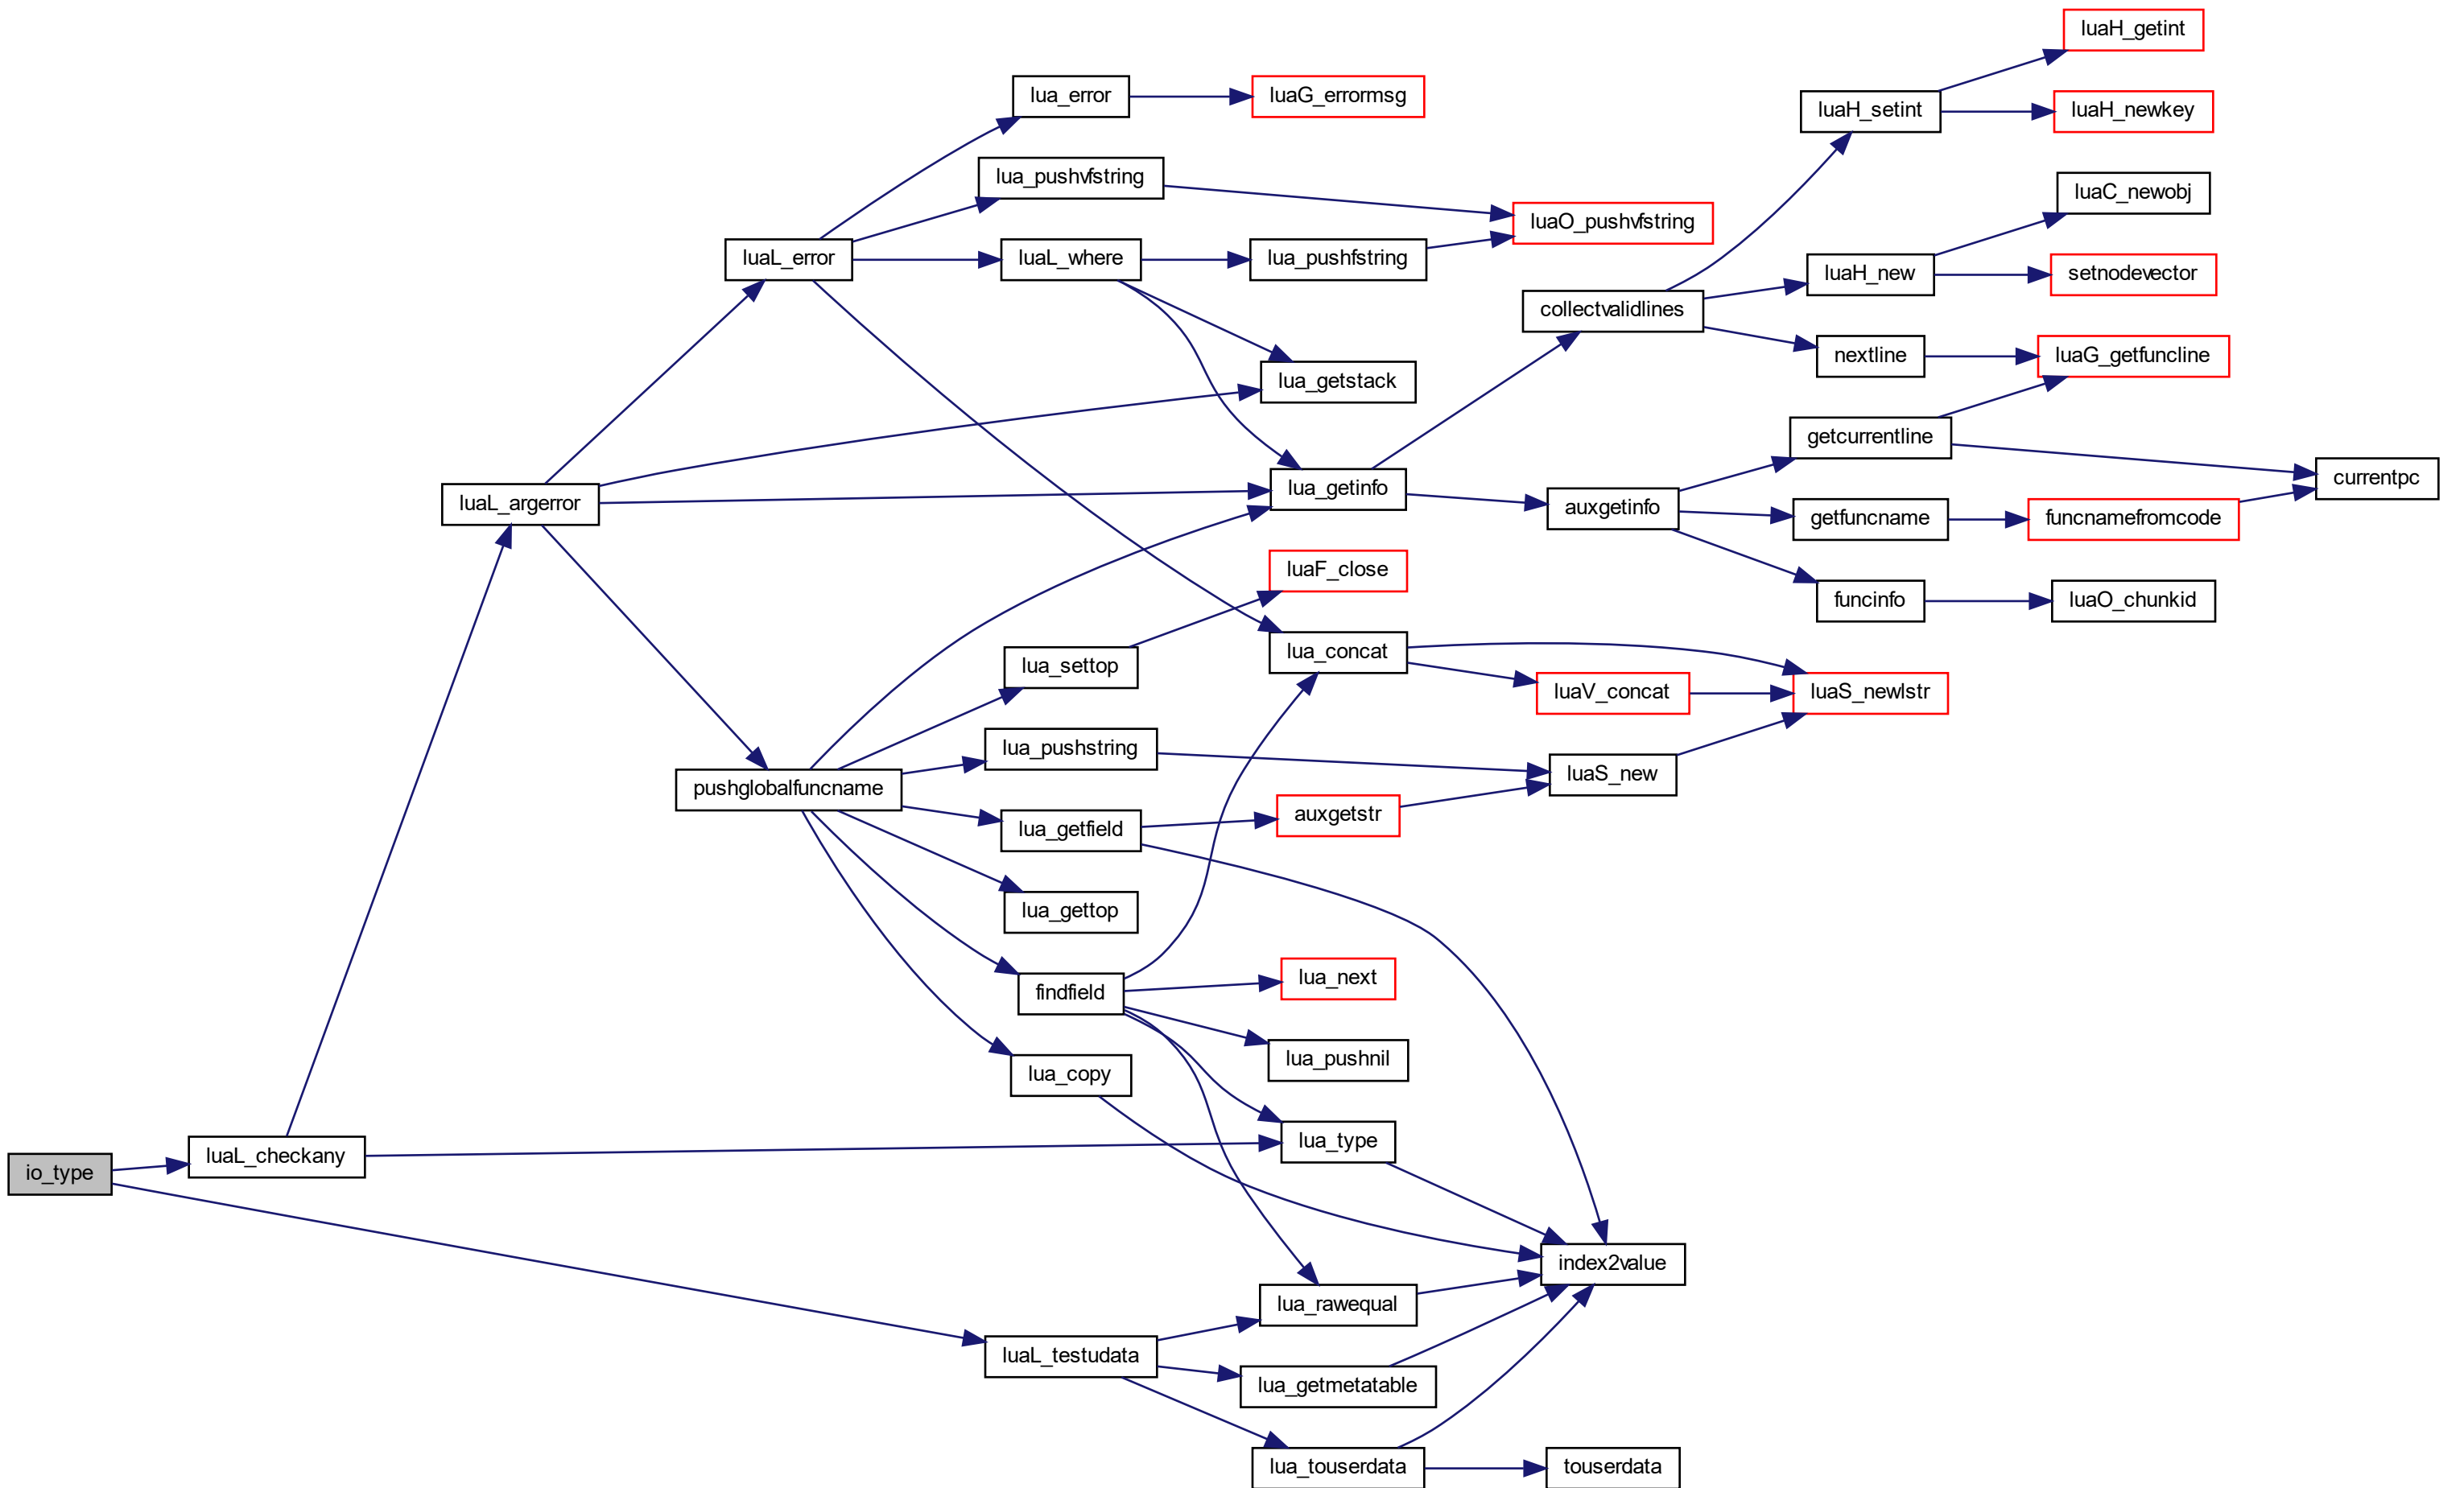 luaH_getint
lua_error
luaG_errormsg
luaH_setint
luaH_newkey
lua_pushvfstring
luaC_newobj
luaO_pushvfstring
luaL_error
luaL_where
lua_pushfstring
luaH_new
setnodevector
collectvalidlines
nextline
luaG_getfuncline
lua_getstack
getcurrentline
currentpc
luaL_argerror
lua_getinfo
auxgetinfo
getfuncname
funcnamefromcode
luaF_close
funcinfo
luaO_chunkid
lua_settop
lua_concat
luaV_concat
luaS_newlstr
lua_pushstring
luaS_new
pushglobalfuncname
lua_getfield
auxgetstr
lua_gettop
findfield
lua_next
lua_pushnil
lua_copy
lua_type
luaL_checkany
io_type
index2value
lua_rawequal
luaL_testudata
lua_getmetatable
lua_touserdata
touserdata